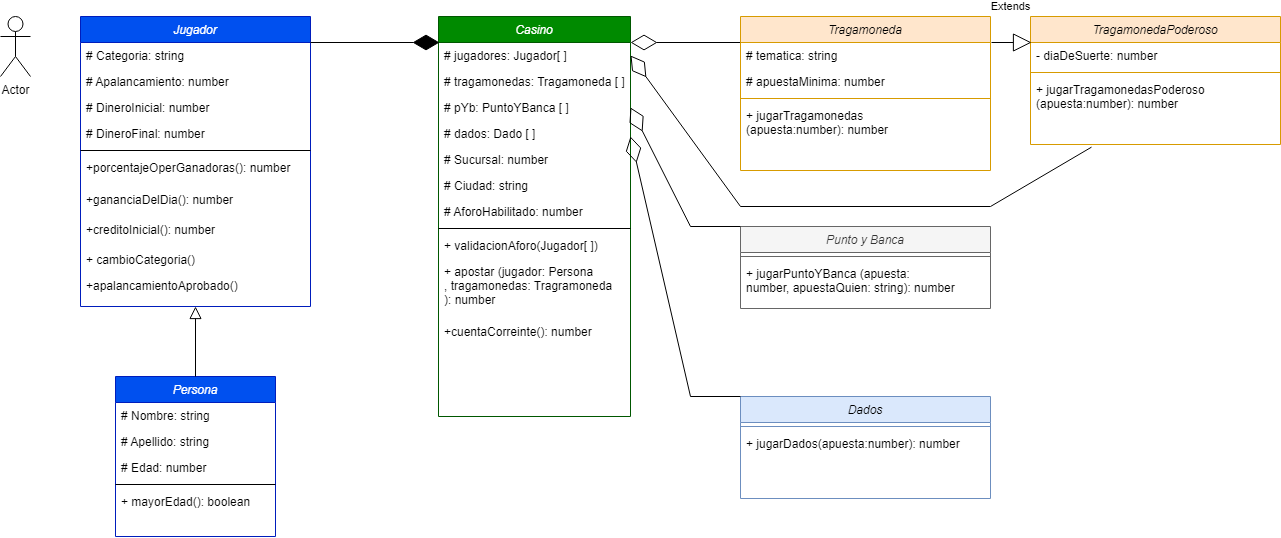 Extends
Actor
Jugador
# Categoria: string
# Apalancamiento: number
# DineroInicial: number
# DineroFinal: number
+porcentajeOperGanadoras(): number
+gananciaDelDia(): number
+creditoInicial(): number
+ cambioCategoria()
+apalancamientoAprobado()
Persona
# Nombre: string
# Apellido: string
# Edad: number
+ mayorEdad(): boolean
Casino
# jugadores: Jugador[ ]
# tragamonedas: Tragamoneda [ ]
# pYb: PuntoYBanca [ ]
# dados: Dado [ ]
# Sucursal: number
# Ciudad: string
# AforoHabilitado: number
+ validacionAforo(Jugador[ ])
+ apostar (jugador: Persona
, tragamonedas: Tragramoneda
): number
+cuentaCorreinte(): number
Tragamoneda
# tematica: string
# apuestaMinima: number
+ jugarTragamonedas
(apuesta:number): number
TragamonedaPoderoso
- diaDeSuerte: number
+ jugarTragamonedasPoderoso
(apuesta:number): number
Punto y Banca
+ jugarPuntoYBanca (apuesta:
number, apuestaQuien: string): number
Dados
+ jugarDados(apuesta:number): number